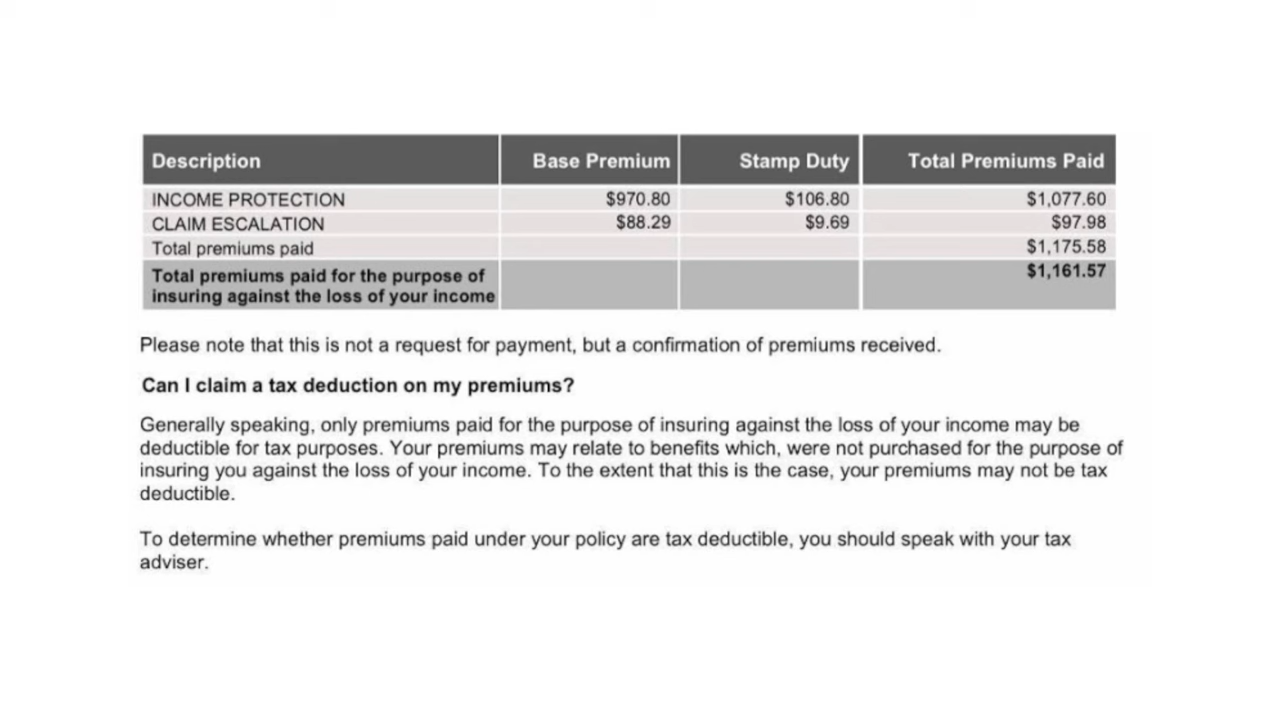 Description Base Premium Stamp Duty Total Premiums Paid
INCOME PROTECTION $970.80 $106.80 $1,077.60
CLAIM ESCALATION $88.29 $9.69 $97.98
Total premiums paid $1,175.58
Total premiums paid for the purpose of $1,161.57
insuring against the loss of your income
Please note that this is not a request for payment, but a confirmation of premiums received.
Can I claim a tax deduction on my premiums?
Generally speaking, only premiums paid for the purpose of insuring against the loss of your income may be
deductible for tax purposes. Your premiums may relate to benefits which, were not purchased for the purpose of
insuring you against the loss of your income. To the extent that this is the case, your premiums may not be tax
deductible.
To determine whether premiums paid under your policy are tax deductible, you should speak with your tax
adviser.